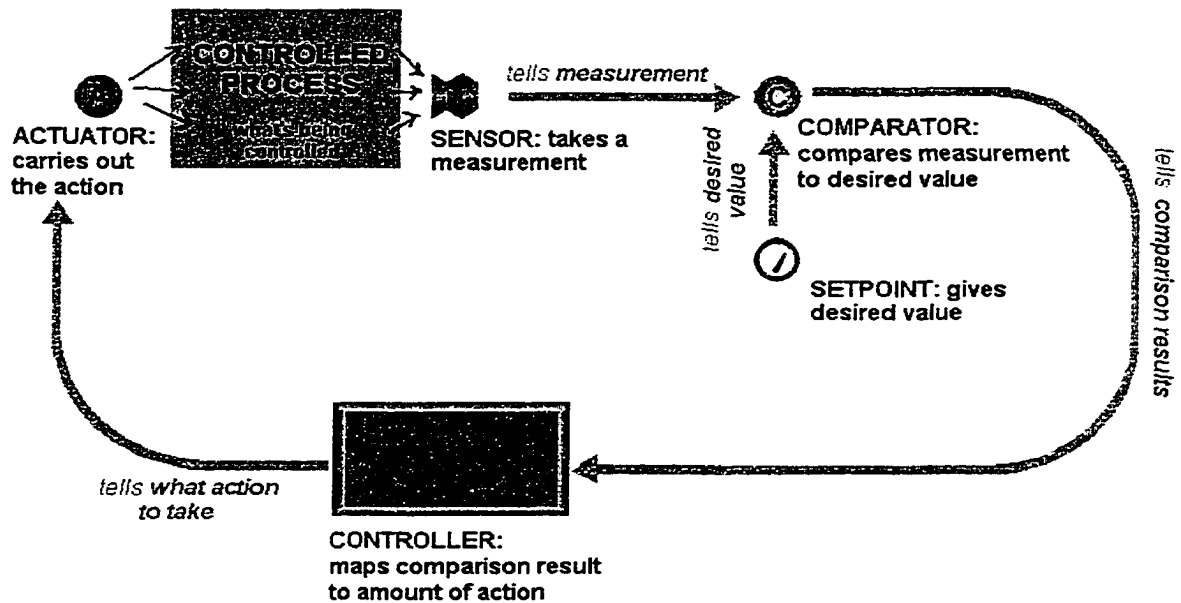 CONTROLLED
PROCESS
what's being
controlled
ACTUATOR:
carries out
the action
SENSOR: takes a
measurement
tells measurement
C
COMPARATOR:
compares measurement
to desired value
tells desired
value
SETPOINT: gives
desired value
tells comparison results
CONTROLLER:
maps comparison result
to amount of action
tells what action
to take